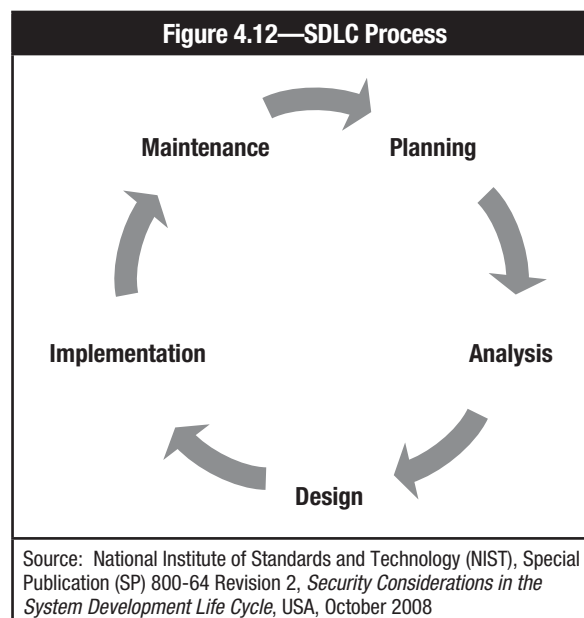 Figure 4.12—SDLC Process
Maintenance
Planning
Implementation
Analysis
Design
Source: National Institute of Standards and Technology (NIST), Special
Publication (SP) 800-64 Revision 2, Security Considerations in the
System Development Life Cycle, USA, October 2008